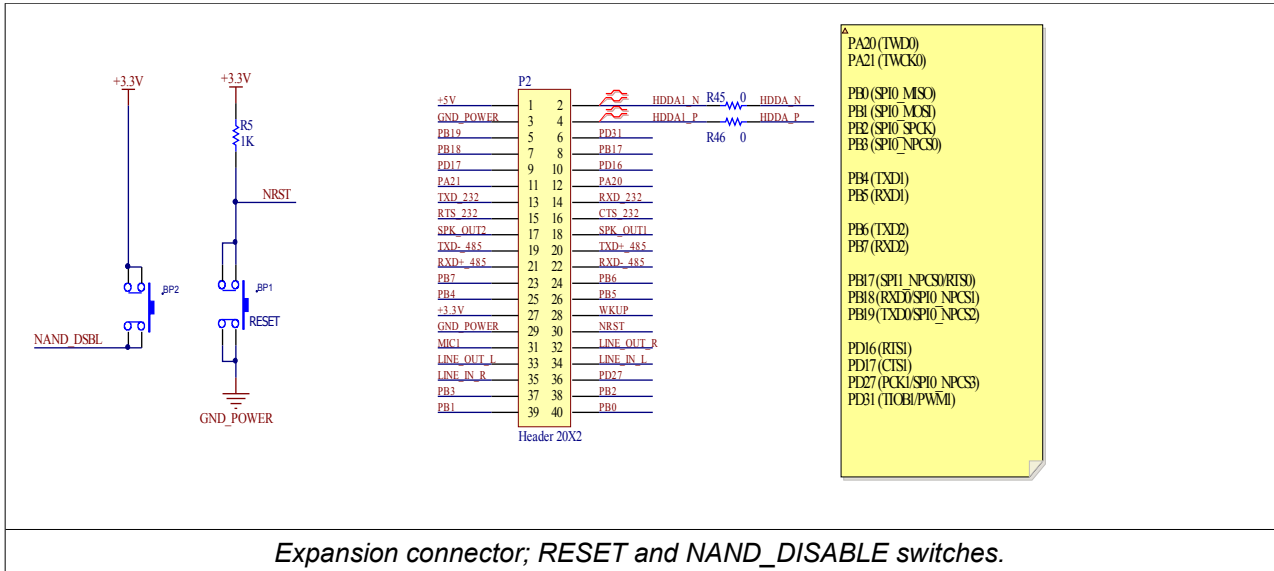 +3.3V
+3.3V
R5
1K
NRST
BP2
BP1
RESET
NAND_DSBL
GND_POWER
P2
+5V 1 2 HDDA1_N R45 0 HDDA_N
GND_POWER 3 4 HDDA1_P R46 0 HDDA_P
PB19 5 6 PD31
PB18 7 8 PB17
PD17 9 10 PD16
PA21 11 12 PA20
TXD_232 13 14 RXD_232
RTS_232 15 16 CTS_232
SPK_OUT2 17 18 SPK_OUT1
TXD-_485 19 20 TXD+_485
RXD+_485 21 22 RXD-_485
PB7 23 24 PB6
PB4 25 26 PB5
+3.3V 27 28 WKUP
GND_POWER 29 30 NRST
MIC1 31 32 LINE_OUT_R
LINE_OUT_L 33 34 LINE_IN_L
LINE_IN_R 35 36 PD27
PB3 37 38 PB2
PB1 39 40 PB0
Header 20X2
PA20 (TWD0)
PA21 (TWCK0)
PB0 (SPI0_MISO)
PB1 (SPI0_MOSI)
PB2 (SPI0_SPCK)
PB3 (SPI0_NPCS0)
PB4 (TXD1)
PB5 (RXD1)
PB6 (TXD2)
PB7 (RXD2)
PB17 (SPI1_NPCS0/RTS0)
PB18 (RXD0/SPI0_NPCS1)
PB19 (TXD0/SPI0_NPCS2)
PD16 (RTS1)
PD17 (CTS1)
PD27 (PCK1/SPI0_NPCS3)
PD31 (TIOB1/PWM1)
Expansion connector; RESET and NAND_DISABLE switches.